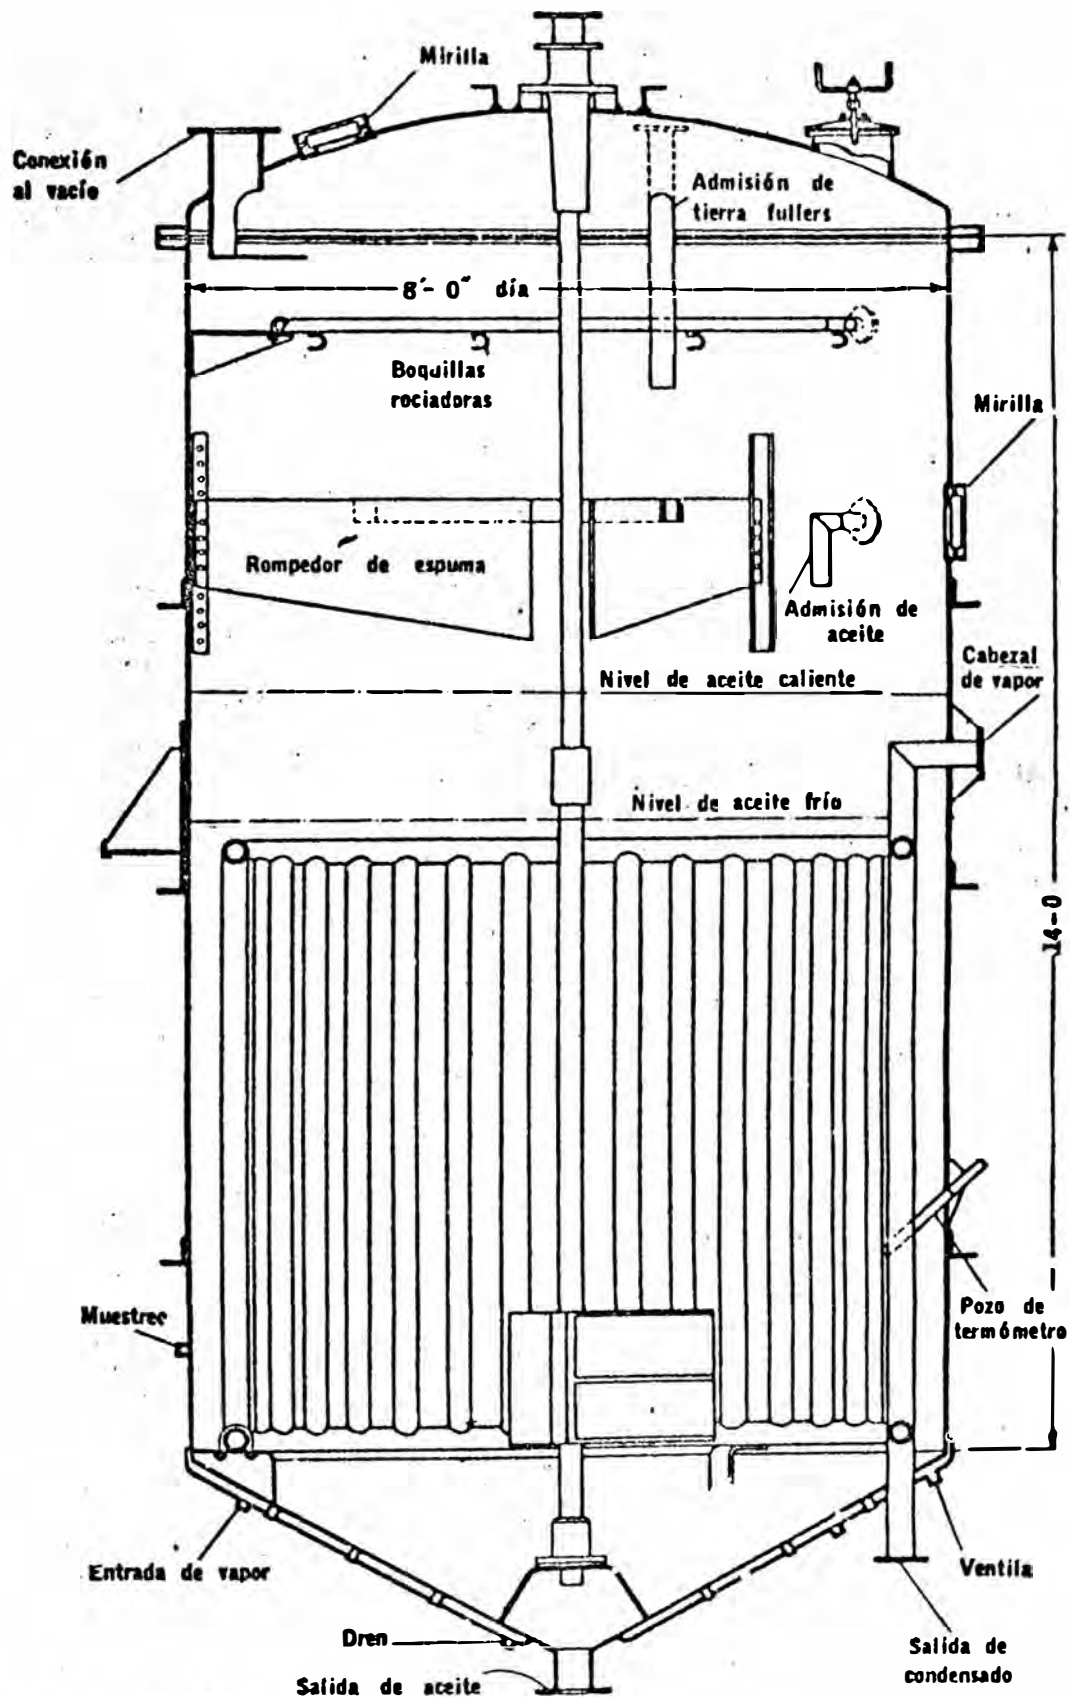 Mirilla
Conexión
al vacío
Admisión de
tierra fullers
8'-0" día
Boquillas
rociadoras
Mirilla
Rompedor de espuma
Admisión de
aceite
Cabezal
de vapor
Nivel de aceite caliente
Nivel de aceite frío
14-0
Muestreo
Pozo de
termómetro
Entrada de vapor
Ventila
Dren
Salida de
condensado
Salida de aceite